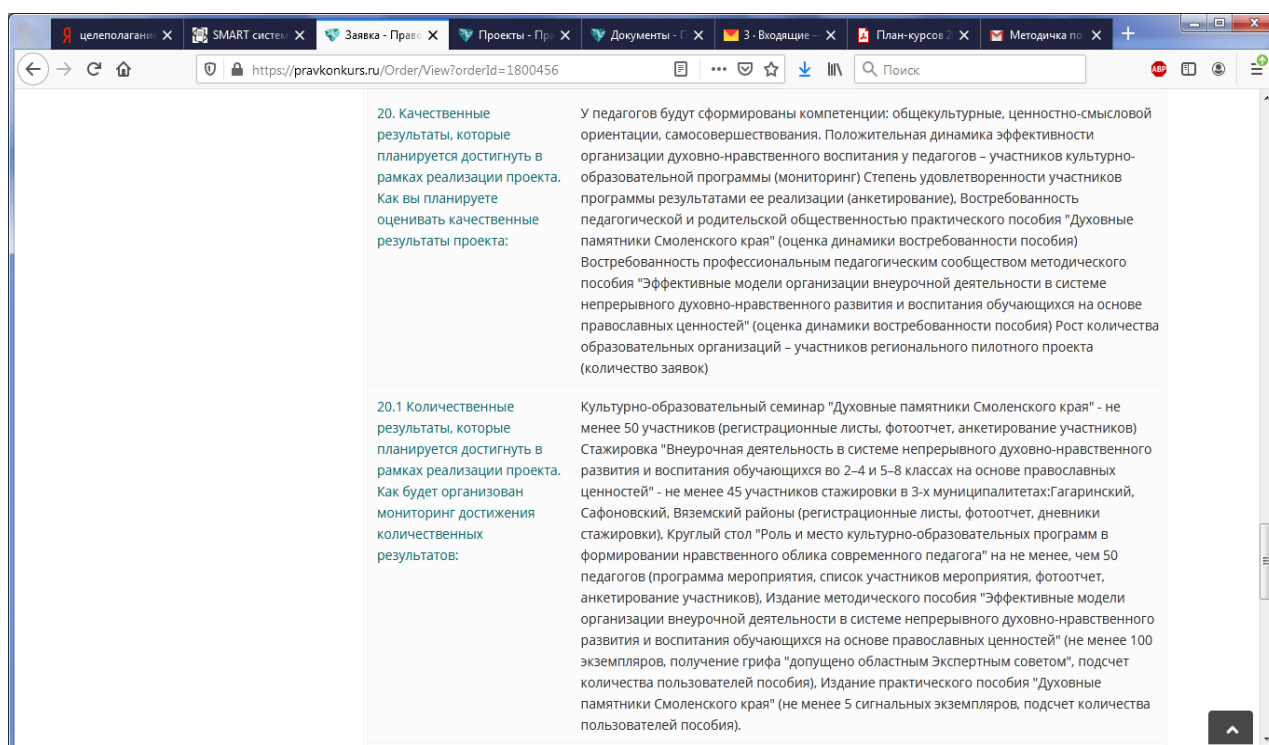 целеполагани
SMART систем
Заявка - Право
Проекты - Пра
Документы - П
3 · Входящие –
План-курсов 2
Методичка по
https://pravkonkurs.ru/Order/View?orderId=1800456
Поиск
ABP
20. Качественные
результаты, которые
планируется достигнуть в
рамках реализации проекта.
Как вы планируете
оценивать качественные
результаты проекта:
У педагогов будут сформированы компетенции: общекультурные, ценностно-смысловой
ориентации, самосовершествования. Положительная динамика эффективности
организации духовно-нравственного воспитания у педагогов – участников культурно-
образовательной программы (мониторинг) Степень удовлетворенности участников
программы результатами ее реализации (анкетирование), Востребованность
педагогической и родительской общественностью практического пособия "Духовные
памятники Смоленского края" (оценка динамики востребованности пособия)
Востребованность профессиональным педагогическим сообществом методического
пособия "Эффективные модели организации внеурочной деятельности в системе
непрерывного духовно-нравственного развития и воспитания обучающихся на основе
православных ценностей" (оценка динамики востребованности пособия) Рост количества
образовательных организаций – участников регионального пилотного проекта
(количество заявок)
20.1 Количественные
результаты, которые
планируется достигнуть в
рамках реализации проекта.
Как будет организован
мониторинг достижения
количественных
результатов:
Культурно-образовательный семинар "Духовные памятники Смоленского края" - не
менее 50 участников (регистрационные листы, фотоотчет, анкетирование участников)
Стажировка "Внеурочная деятельность в системе непрерывного духовно-нравственного
развития и воспитания обучающихся во 2–4 и 5–8 классах на основе православных
ценностей" - не менее 45 участников стажировки в 3-х муниципалитетах:Гагаринский,
Сафоновский, Вяземский районы (регистрационные листы, фотоотчет, дневники
стажировки), Круглый стол "Роль и место культурно-образовательных программ в
формировании нравственного облика современного педагога" на не менее, чем 50
педагогов (программа мероприятия, список участников мероприятия, фотоотчет,
анкетирование участников), Издание методического пособия "Эффективные модели
организации внеурочной деятельности в системе непрерывного духовно-нравственного
развития и воспитания обучающихся на основе православных ценностей" (не менее 100
экземпляров, получение грифа "допущено областным Экспертным советом", подсчет
количества пользователей пособия), Издание практического пособия "Духовные
памятники Смоленского края" (не менее 5 сигнальных экземпляров, подсчет количества
пользователей пособия).